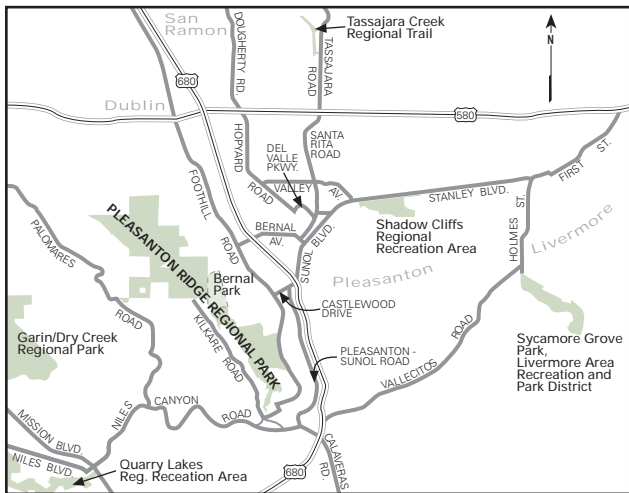 San
Ramon
DOUGHERTY RD.
Tassajara Creek
Regional Trail
TASSAJARA
ROAD
N
680
Dublin
580
HOPYARD
ROAD
DEL
VALLE
PKWY.
SANTA
RITA
ROAD
VALLEY
AV.
FIRST ST.
STANLEY BLVD.
FOOTHILL
ROAD
BERNAL
AV.
SUNOL BLVD.
Shadow Cliffs
Regional
Recreation Area
HOLMES ST.
Livermore
PALOMARES
ROAD
PLEASANTON RIDGE REGIONAL PARK
Bernal
Park
Pleasanton
CASTLEWOOD
DRIVE
KILKARE ROAD
Garin/Dry Creek
Regional Park
PLEASANTON -
SUNOL ROAD
VALLECITOS
ROAD
Sycamore Grove
Park,
Livermore Area
Recreation and
Park District
NILES
CANYON
ROAD
MISSION BLVD.
NILES BLVD.
Quarry Lakes
Reg. Receation Area
680
CALAVERAS
RD.